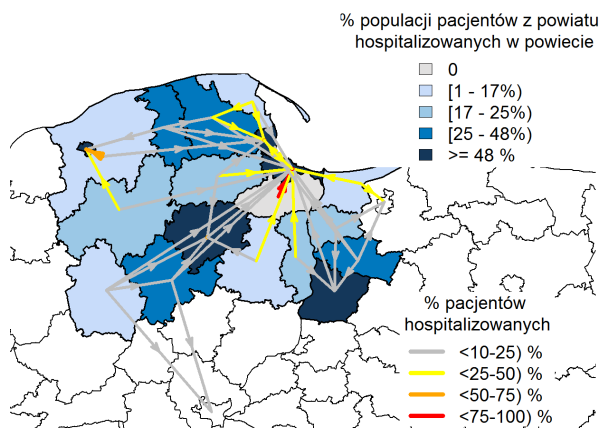 % populacji pacjentów z powiatu
hospitalizowanych w powiecie
0
[1 - 17%)
[17 - 25%)
[25 - 48%)
>= 48 %
% pacjentów
hospitalizowanych
<10-25) %
<25-50) %
<50-75) %
<75-100) %